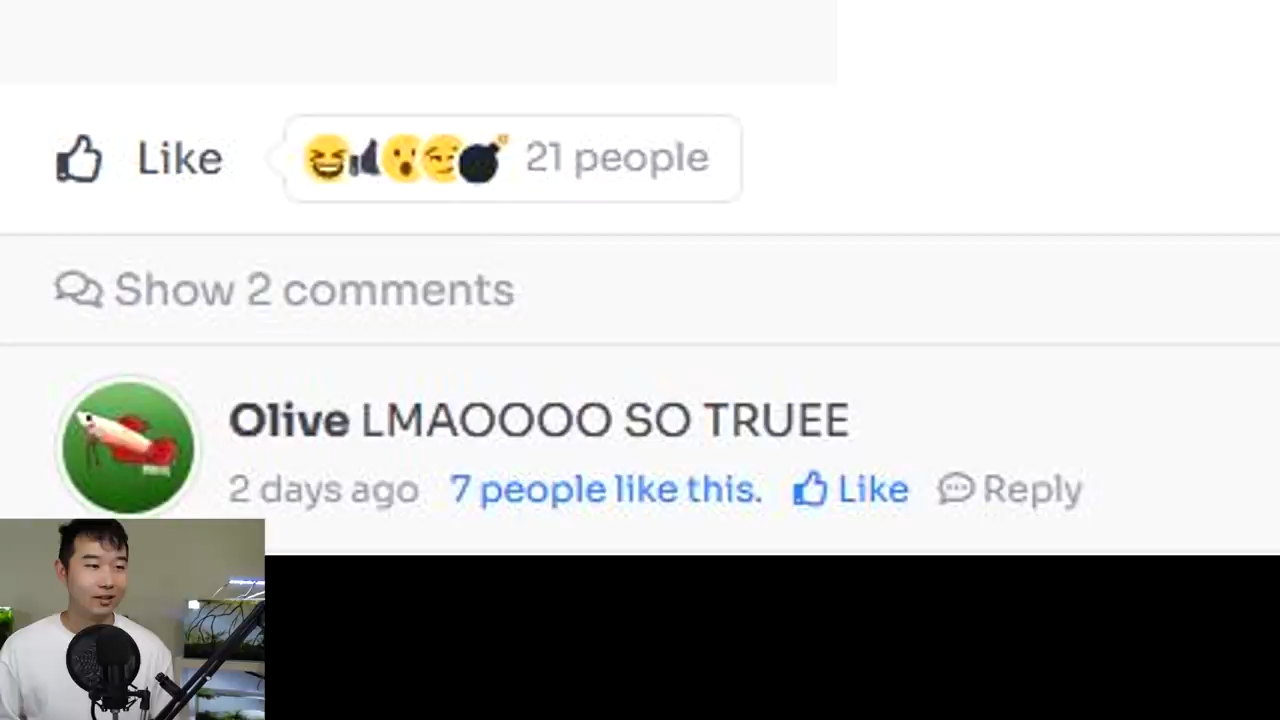 Like 21 people
Show 2 comments
Olive LMAOOOO SO TRUEE
2 days ago 7 people like this. Like Reply